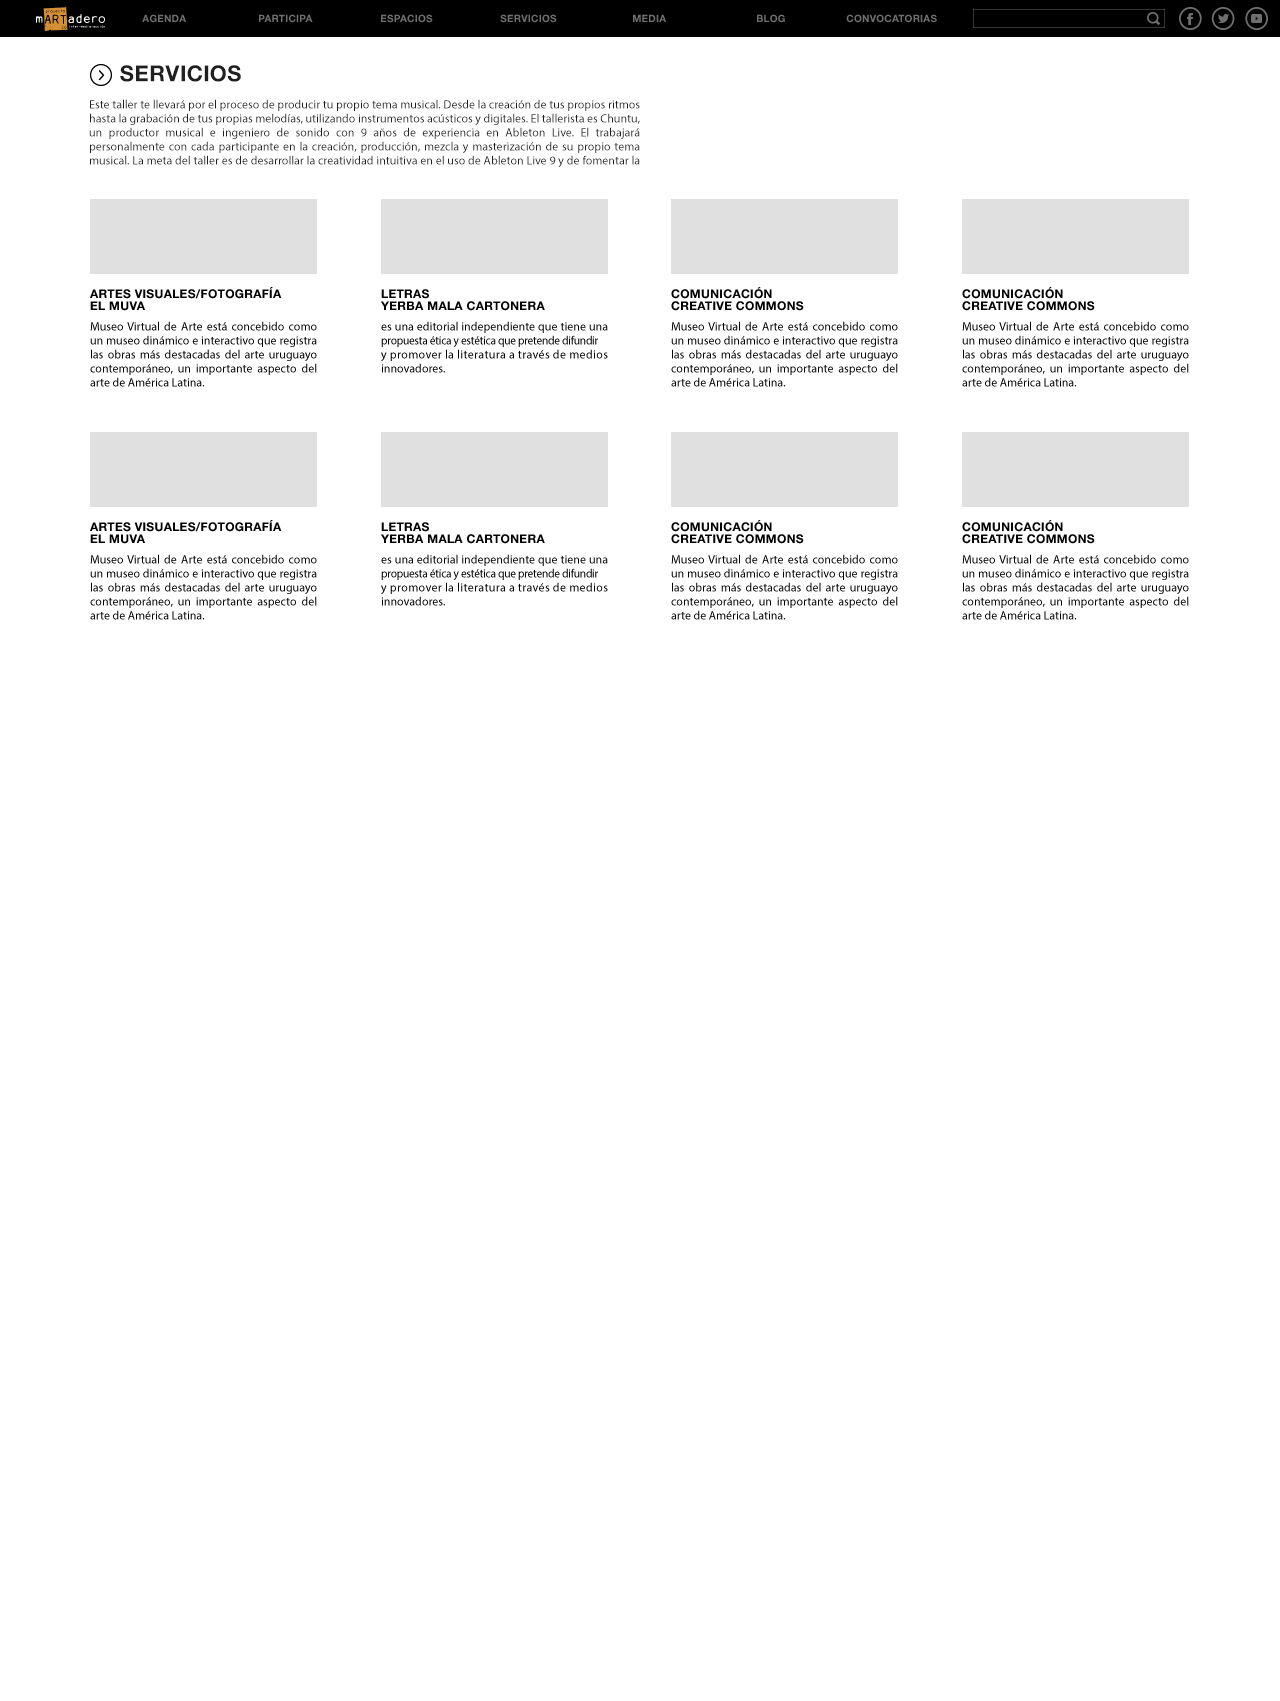 proyecto
mARTadero
AGENDA
PARTICIPA
ESPACIOS
SERVICIOS
MEDIA
BLOG
CONVOCATORIAS
SERVICIOS
Este taller te llevará por el proceso de producir tu propio tema musical. Desde la creación de tus propios ritmos
hasta la grabación de tus propias melodías, utilizando instrumentos acústicos y digitales. El tallerista es Chuntu,
un productor musical e ingeniero de sonido con 9 años de experiencia en Ableton Live. El trabajará
personalmente con cada participante en la creación, producción, mezcla y masterización de su propio tema
musical. La meta del taller es de desarrollar la creatividad intuitiva en el uso de Ableton Live 9 y de fomentar la
ARTES VISUALES/FOTOGRAFÍA
EL MUVA
Museo Virtual de Arte está concebido como
un museo dinámico e interactivo que registra
las obras más destacadas del arte uruguayo
contemporáneo, un importante aspecto del
arte de América Latina.
LETRAS
YERBA MALA CARTONERA
es una editorial independiente que tiene una
propuesta ética y estética que pretende difundir
y promover la literatura a través de medios
innovadores.
COMUNICACIÓN
CREATIVE COMMONS
Museo Virtual de Arte está concebido como
un museo dinámico e interactivo que registra
las obras más destacadas del arte uruguayo
contemporáneo, un importante aspecto del
arte de América Latina.
COMUNICACIÓN
CREATIVE COMMONS
Museo Virtual de Arte está concebido como
un museo dinámico e interactivo que registra
las obras más destacadas del arte uruguayo
contemporáneo, un importante aspecto del
arte de América Latina.
ARTES VISUALES/FOTOGRAFÍA
EL MUVA
Museo Virtual de Arte está concebido como
un museo dinámico e interactivo que registra
las obras más destacadas del arte uruguayo
contemporáneo, un importante aspecto del
arte de América Latina.
LETRAS
YERBA MALA CARTONERA
es una editorial independiente que tiene una
propuesta ética y estética que pretende difundir
y promover la literatura a través de medios
innovadores.
COMUNICACIÓN
CREATIVE COMMONS
Museo Virtual de Arte está concebido como
un museo dinámico e interactivo que registra
las obras más destacadas del arte uruguayo
contemporáneo, un importante aspecto del
arte de América Latina.
COMUNICACIÓN
CREATIVE COMMONS
Museo Virtual de Arte está concebido como
un museo dinámico e interactivo que registra
las obras más destacadas del arte uruguayo
contemporáneo, un importante aspecto del
arte de América Latina.